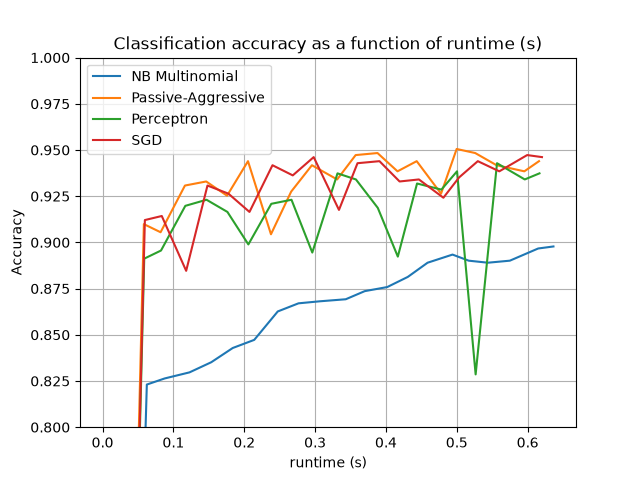 Classification accuracy as a function of runtime (s)
NB Multinomial
Passive-Aggressive
Perceptron
SGD
1.000
0.975
0.950
0.925
0.900
0.875
0.850
0.825
0.800
Accuracy
0.0 0.1 0.2 0.3 0.4 0.5 0.6
runtime (s)